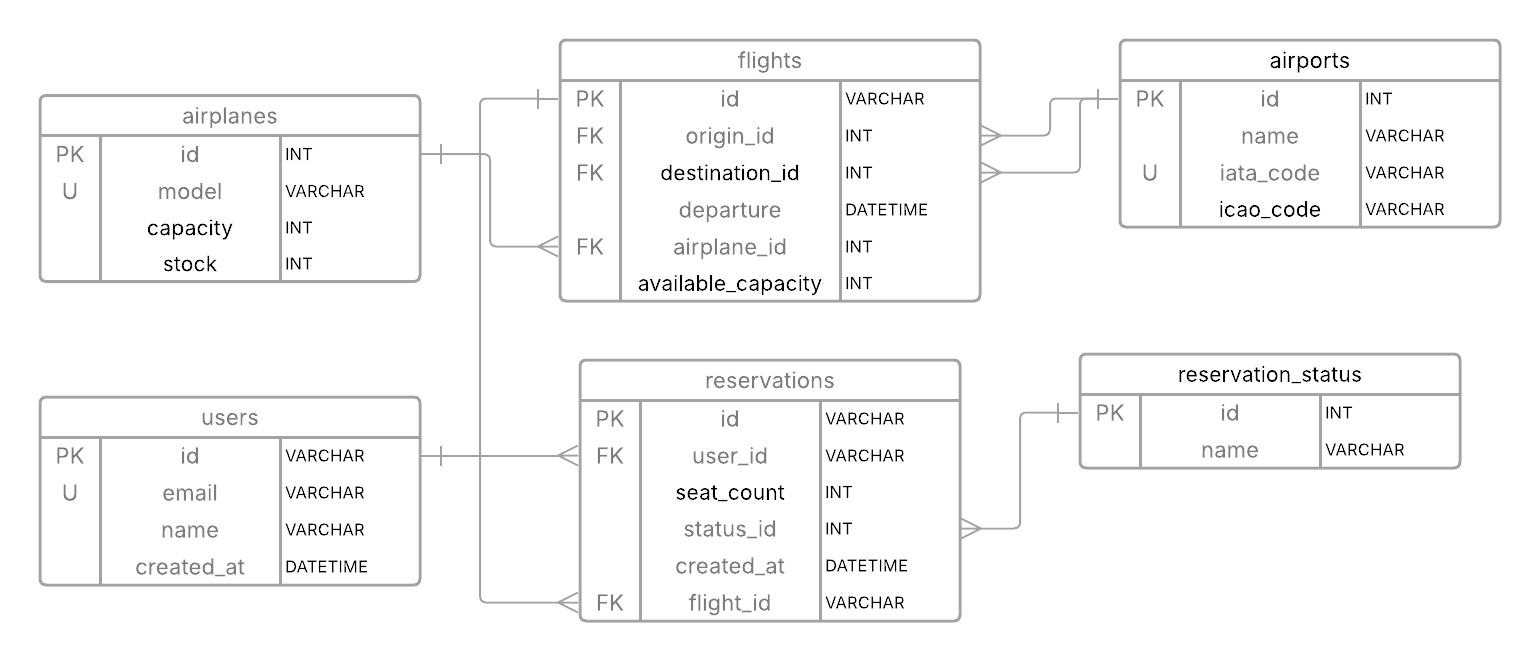 flights
PK id VARCHAR
FK origin_id INT
FK destination_id INT
departure DATETIME
FK airplane_id INT
available_capacity INT
airports
PK id INT
name VARCHAR
U iata_code VARCHAR
icao_code VARCHAR
airplanes
PK id INT
U model VARCHAR
capacity INT
stock INT
users
PK id VARCHAR
U email VARCHAR
name VARCHAR
created_at DATETIME
reservations
PK id VARCHAR
FK user_id VARCHAR
seat_count INT
status_id INT
created_at DATETIME
FK flight_id VARCHAR
reservation_status
PK id INT
name VARCHAR